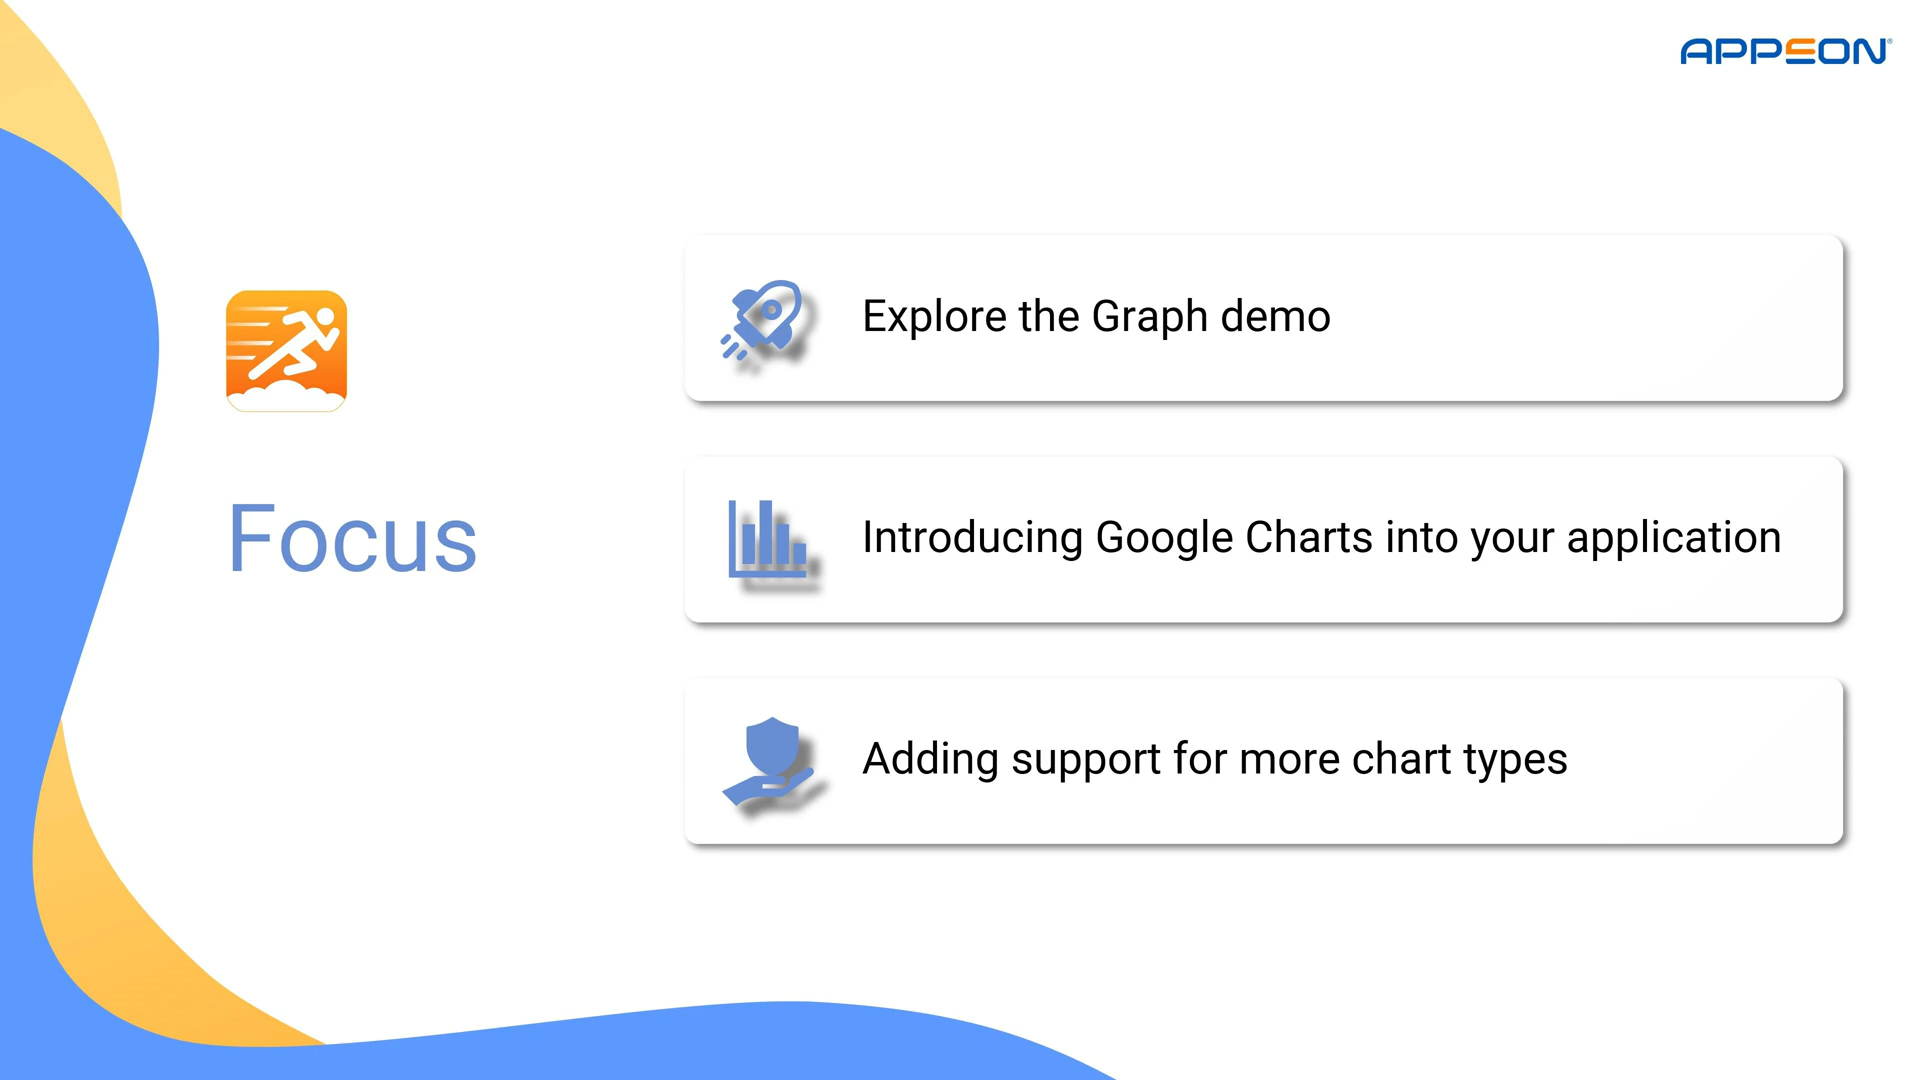 APPEON®
Focus
Explore the Graph demo
Introducing Google Charts into your application
Adding support for more chart types